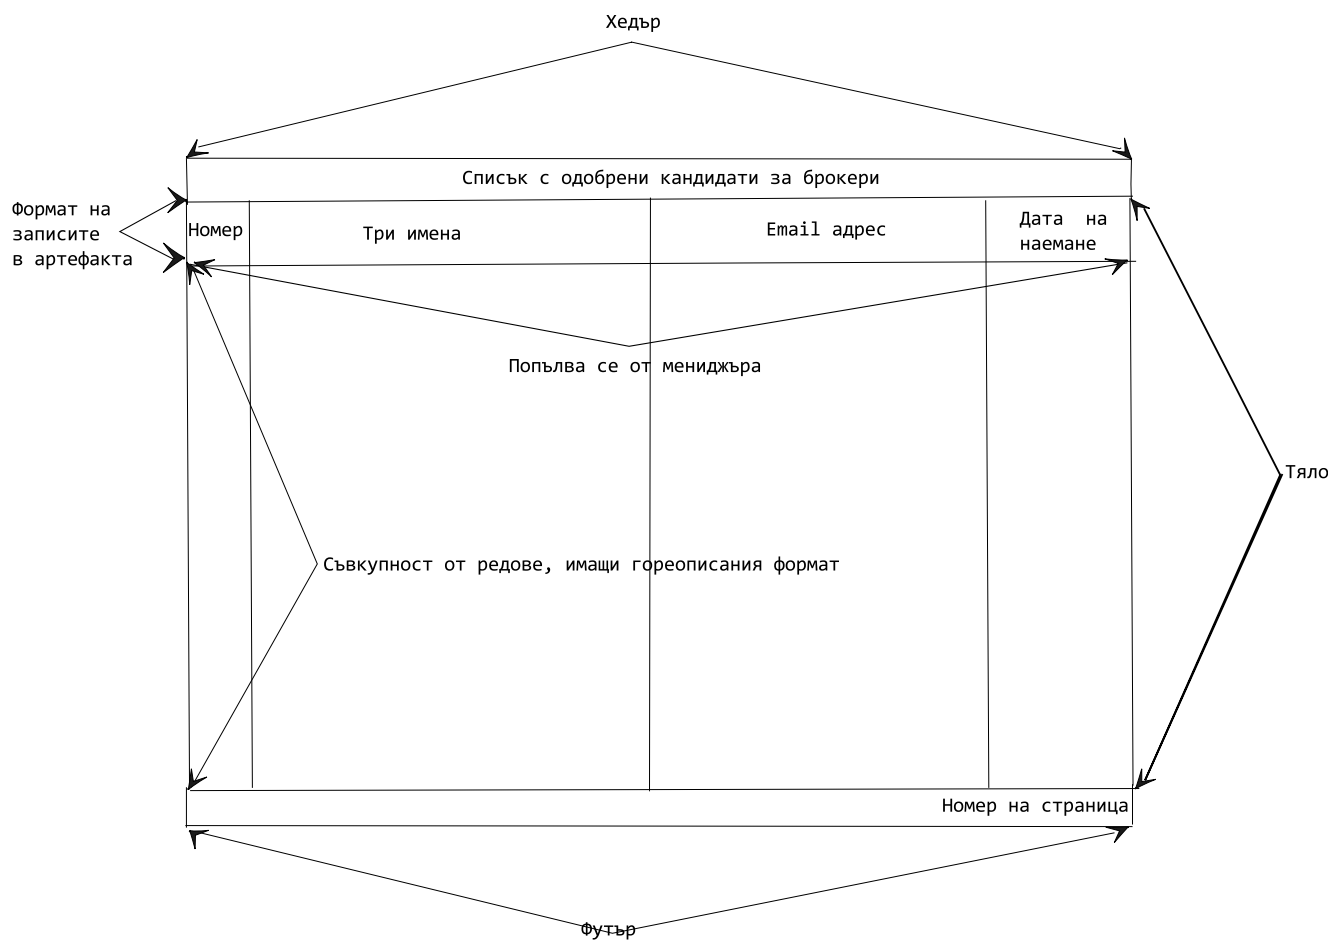 Хедър
Списък с одобрени кандидати за брокери
Формат на
записите
в артефакта
Номер
Три имена
Email адрес
Дата  на
наемане
Попълва се от мениджъра
Тяло
Съвкупност от редове, имащи гореописания формат
Номер на страница
Футър